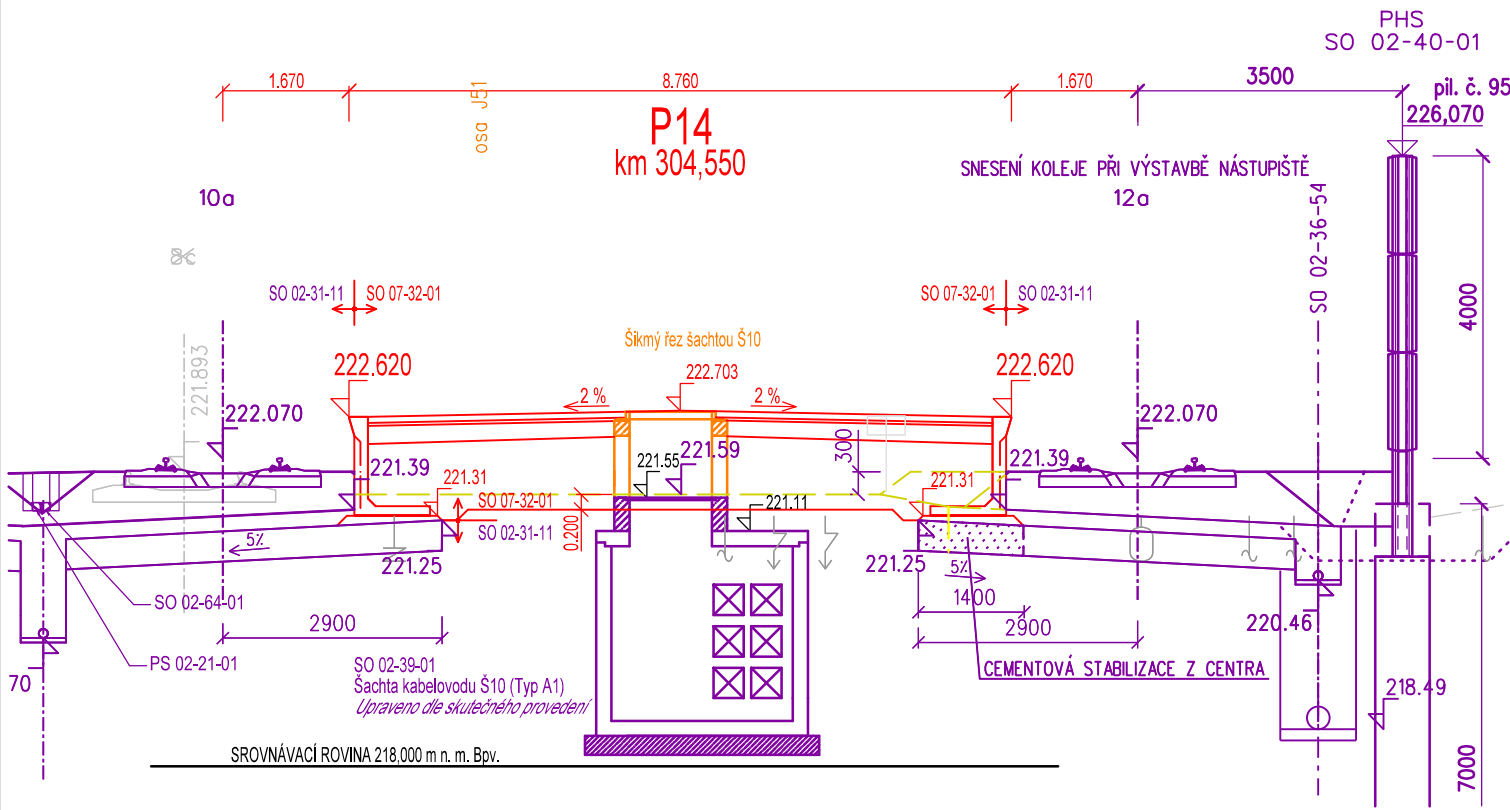 PHS
SO 02-40-01
1.670
8.760
1.670
3500
pil. č. 95
226,070
osa J51
P14
km 304,550
SNESENÍ KOLEJE PŘI VÝSTAVBĚ NÁSTUPIŠTĚ
10a
12a
SO 02-36-54
4000
SO 02-31-11
SO 07-32-01
SO 07-32-01
SO 02-31-11
Šikmý řez šachtou Š10
221.893
222.620
222.703
222.620
2 %
2 %
222.070
222.070
300
221.39
221.55
221.59
221.39
221.31
221.31
SO 07-32-01
221.11
0.200
SO 02-31-11
5%
221.25
221.25
5%
1400
SO 02-64-01
2900
2900
220.46
PS 02-21-01
SO 02-39-01
CEMENTOVÁ STABILIZACE Z CENTRA
70
Šachta kabelovodu Š10 (Typ A1)
218.49
Upraveno dle skutečného provedení
SROVNÁVACÍ ROVINA 218,000 m n. m. Bpv.
7000